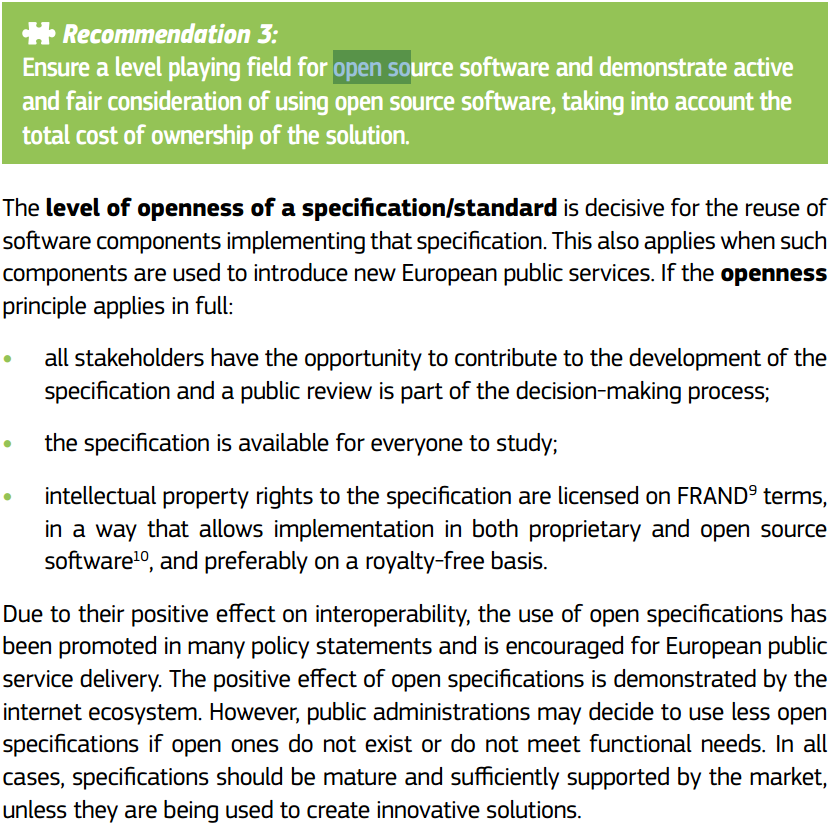 Recommendation 3:
Ensure a level playing field for open source software and demonstrate active
and fair consideration of using open source software, taking into account the
total cost of ownership of the solution.
The level of openness of a specification/standard is decisive for the reuse of
software components implementing that specification. This also applies when such
components are used to introduce new European public services. If the openness
principle applies in full:
• all stakeholders have the opportunity to contribute to the development of the
specification and a public review is part of the decision-making process;
• the specification is available for everyone to study;
• intellectual property rights to the specification are licensed on FRAND⁹ terms,
in a way that allows implementation in both proprietary and open source
software¹⁰, and preferably on a royalty-free basis.
Due to their positive effect on interoperability, the use of open specifications has
been promoted in many policy statements and is encouraged for European public
service delivery. The positive effect of open specifications is demonstrated by the
internet ecosystem. However, public administrations may decide to use less open
specifications if open ones do not exist or do not meet functional needs. In all
cases, specifications should be mature and sufficiently supported by the market,
unless they are being used to create innovative solutions.